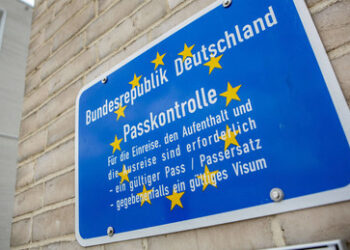 Bundesrepublik Deutschland
Passkontrolle
Für die Einreise, den Aufenthalt und
die Ausreise sind erforderlich
- ein gültiger Pass / Passersatz
- gegebenenfalls ein gültiges Visum